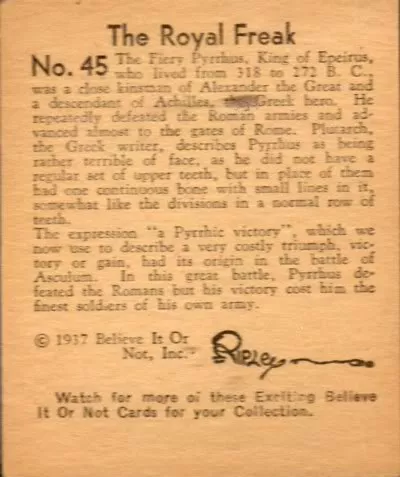 The Royal Freak
No. 45 The Fiery Pyrrhus, King of Epeirus,
who lived from 318 to 272 B. C.,
was a close kinsman of Alexander the Great and
a descendant of Achilles, the Greek hero. He
repeatedly defeated the Roman armies and ad-
vanced almost to the gates of Rome. Plutarch,
the Greek writer, describes Pyrrhus as being
rather terrible of face, as he did not have a
regular set of upper teeth, but in place of them
had one continuous bone with small lines in it,
somewhat like the divisions in a normal row of
teeth.
The expression "a Pyrrhic victory", which we
now use to describe a very costly triumph, vic-
tory or gain, had its origin in the battle of
Asculum. In this great battle, Pyrrhus de-
feated the Romans but his victory cost him the
finest soldiers of his own army.
© 1937 Believe It Or
Not, Inc.
RIPLEY
Watch for more of these Exciting Believe
It Or Not Cards for your Collection.